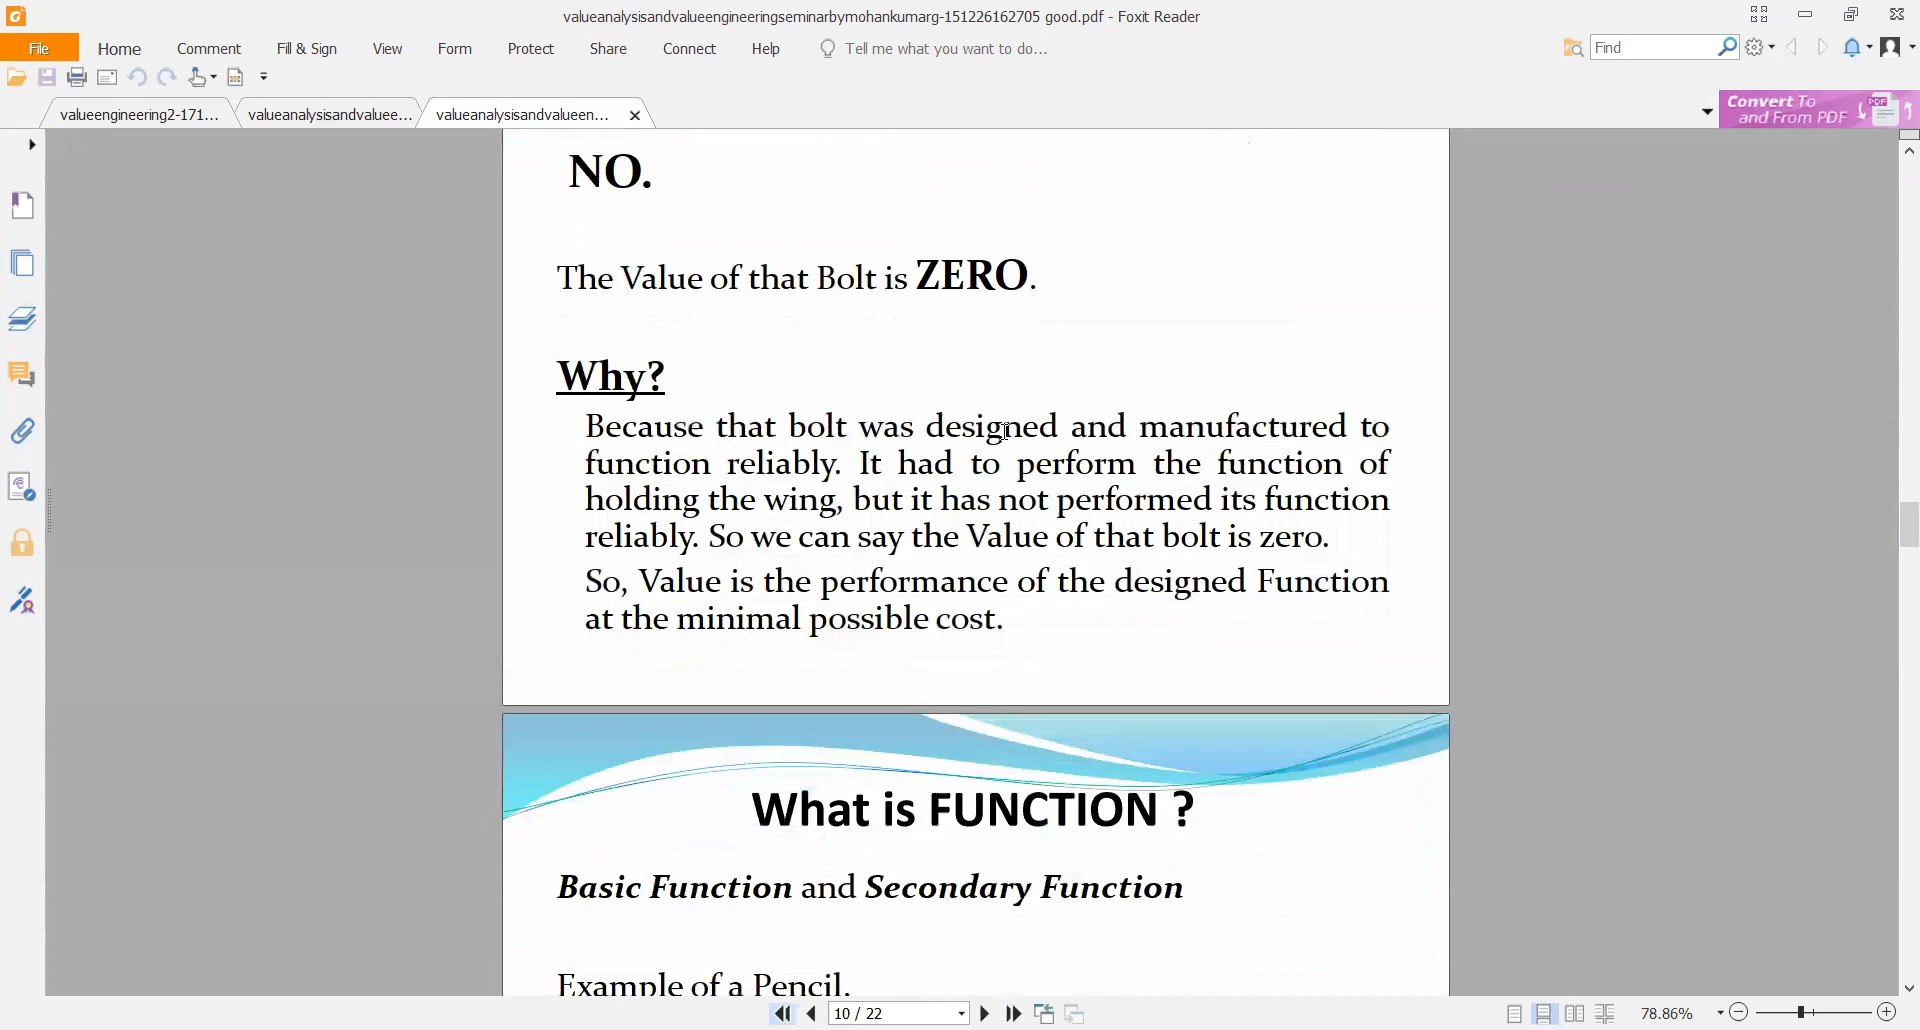 valueanalysisandvalueengineeringseminarbymohankumarg-151226162705 good.pdf - Foxit Reader
File Home Comment Fill & Sign View Form Protect Share Connect Help Tell me what you want to do... Find
valueengineering2-171... valueanalysisandvaluee... valueanalysisandvalueen...
Convert To
and From PDF
PDF
NO.
The Value of that Bolt is ZERO.
Why?
Because that bolt was designed and manufactured to
function reliably. It had to perform the function of
holding the wing, but it has not performed its function
reliably. So we can say the Value of that bolt is zero.
So, Value is the performance of the designed Function
at the minimal possible cost.
What is FUNCTION ?
Basic Function and Secondary Function
Example of a Pencil.
10 / 22
78.86%